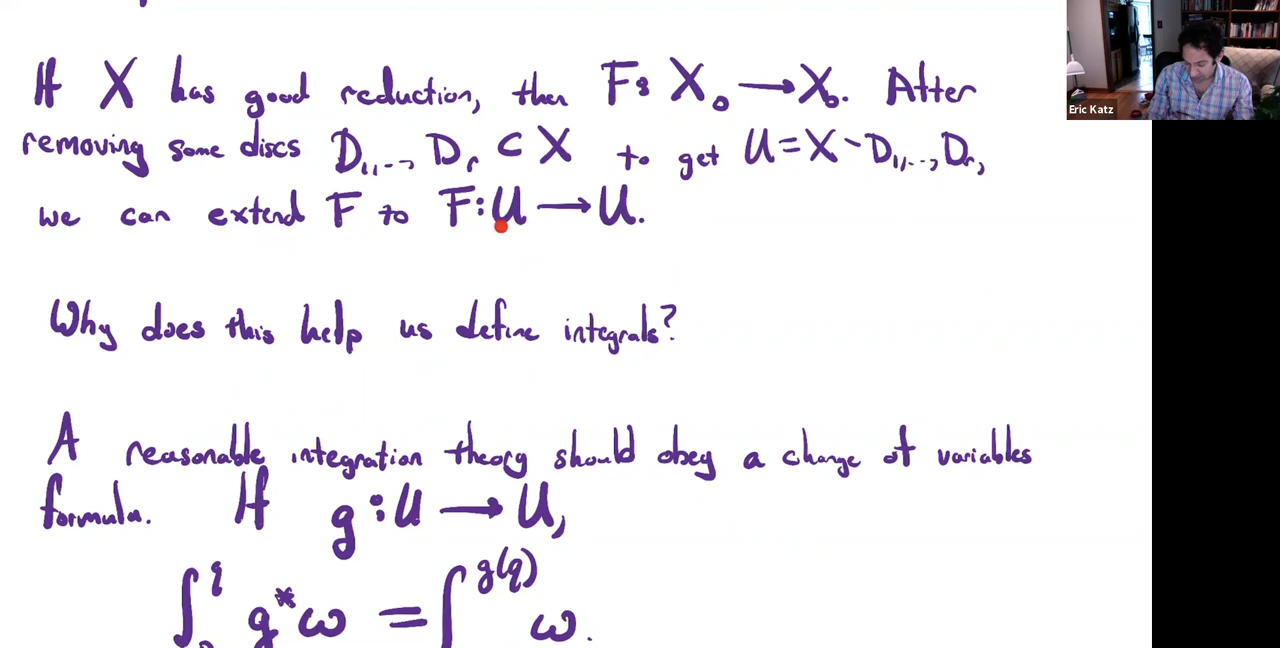 If X has good reduction, then F: X₀ → X₀. After
removing some discs D₁,..., Dᵣ ⊂ X to get U = X - D₁,..., Dᵣ,
we can extend F to F: U → U.
Why does this help us define integrals?
A reasonable integration theory should obey a change of variables
formula. If g: U → U,
∫^q g*ω = ∫^g(q) ω.
Eric Katz